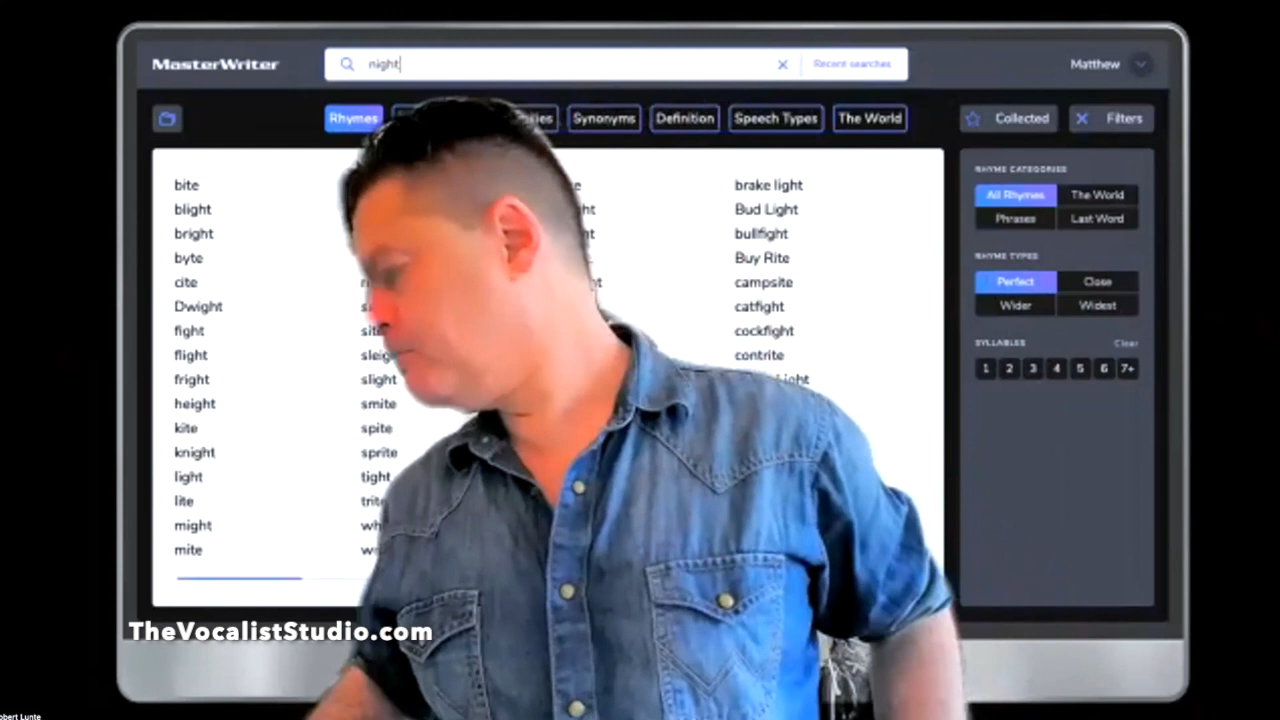 MasterWriter
night
Recent searches
Matthew
Rhymes
Synonyms
Definition
Speech Types
The World
Collected
Filters
bite
blight
bright
byte
cite
Dwight
fight
flight
fright
height
kite
knight
light
lite
might
mite
slight
smite
spite
sprite
tight
brake light
Bud Light
bullfight
Buy Rite
campsite
catfight
cockfight
contrite
RHYME CATEGORIES
All Rhymes
The World
Phrases
Last Word
RHYME TYPES
Perfect
Close
Wider
Widest
SYLLABLES
Clear
1 2 3 4 5 6 7+
TheVocalistStudio.com
obert Lunte